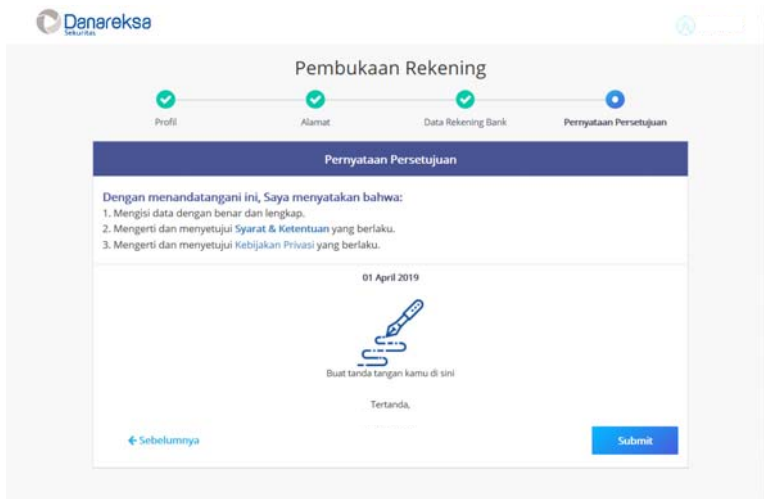 Danareksa
Sekuritas
Pembukaan Rekening
Profil
Alamat
Data Rekening Bank
Pernyataan Persetujuan
Pernyataan Persetujuan
Dengan menandatangani ini, Saya menyatakan bahwa:
1. Mengisi data dengan benar dan lengkap.
2. Mengerti dan menyetujui Syarat & Ketentuan yang berlaku.
3. Mengerti dan menyetujui Kebijakan Privasi yang berlaku.
01 April 2019
Buat tanda tangan kamu di sini
Tertanda,
← Sebelumnya
Submit